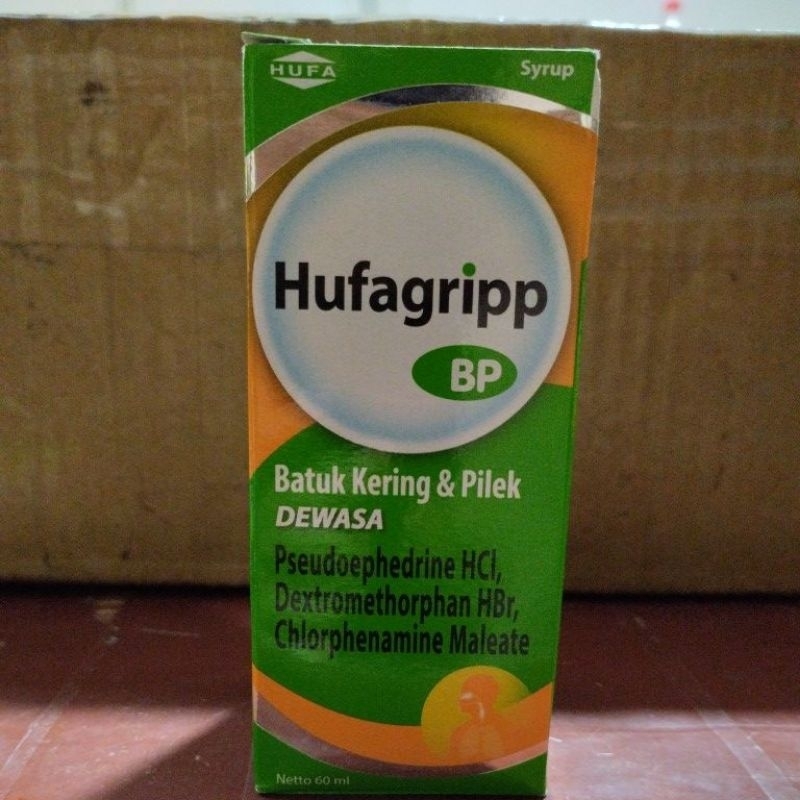 HUFA
Syrup
Hufagripp
BP
Batuk Kering & Pilek
DEWASA
Pseudoephedrine HCl,
Dextromethorphan HBr,
Chlorphenamine Maleate
Netto 60 ml